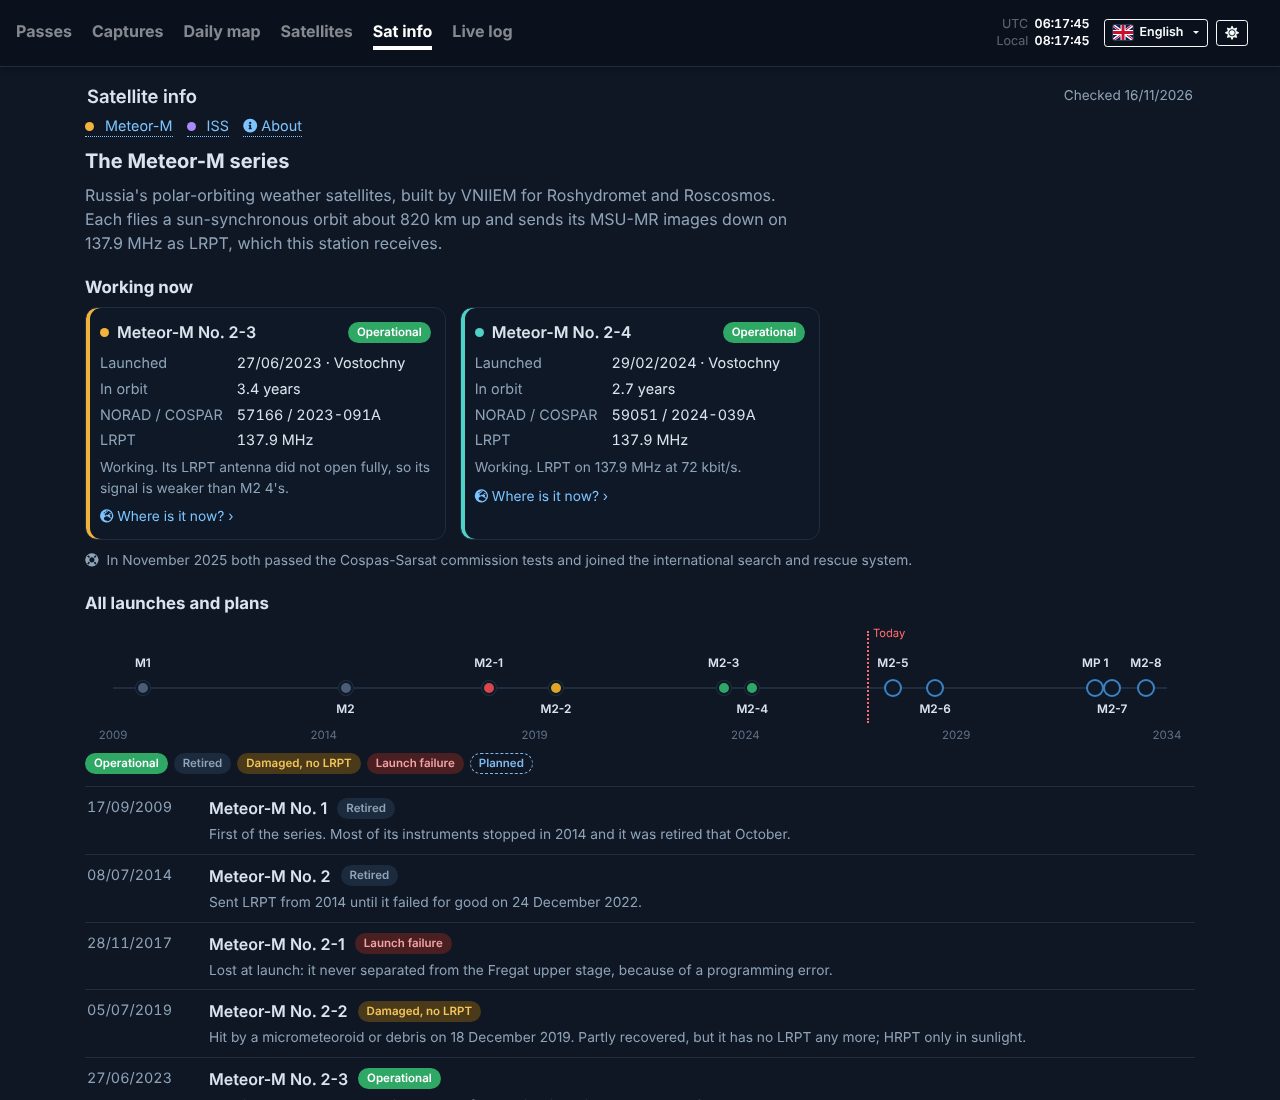 Passes Captures Daily map Satellites Sat info Live log
UTC 06:17:45
Local 08:17:45
English
Satellite info
Checked 16/11/2026
Meteor-M ISS About
The Meteor-M series
Russia's polar-orbiting weather satellites, built by VNIIEM for Roshydromet and Roscosmos.
Each flies a sun-synchronous orbit about 820 km up and sends its MSU-MR images down on
137.9 MHz as LRPT, which this station receives.
Working now
Meteor-M No. 2-3 Operational
Launched 27/06/2023 · Vostochny
In orbit 3.4 years
NORAD / COSPAR 57166 / 2023-091A
LRPT 137.9 MHz
Working. Its LRPT antenna did not open fully, so its
signal is weaker than M2 4's.
Where is it now? ›
Meteor-M No. 2-4 Operational
Launched 29/02/2024 · Vostochny
In orbit 2.7 years
NORAD / COSPAR 59051 / 2024-039A
LRPT 137.9 MHz
Working. LRPT on 137.9 MHz at 72 kbit/s.
Where is it now? ›
In November 2025 both passed the Cospas-Sarsat commission tests and joined the international search and rescue system.
All launches and plans
Today
M1 M2-1 M2-3 M2-5 MP 1 M2-8
M2 M2-2 M2-4 M2-6 M2-7
2009 2014 2019 2024 2029 2034
Operational Retired Damaged, no LRPT Launch failure Planned
17/09/2009 Meteor-M No. 1 Retired
First of the series. Most of its instruments stopped in 2014 and it was retired that October.
08/07/2014 Meteor-M No. 2 Retired
Sent LRPT from 2014 until it failed for good on 24 December 2022.
28/11/2017 Meteor-M No. 2-1 Launch failure
Lost at launch: it never separated from the Fregat upper stage, because of a programming error.
05/07/2019 Meteor-M No. 2-2 Damaged, no LRPT
Hit by a micrometeoroid or debris on 18 December 2019. Partly recovered, but it has no LRPT any more; HRPT only in sunlight.
27/06/2023 Meteor-M No. 2-3 Operational